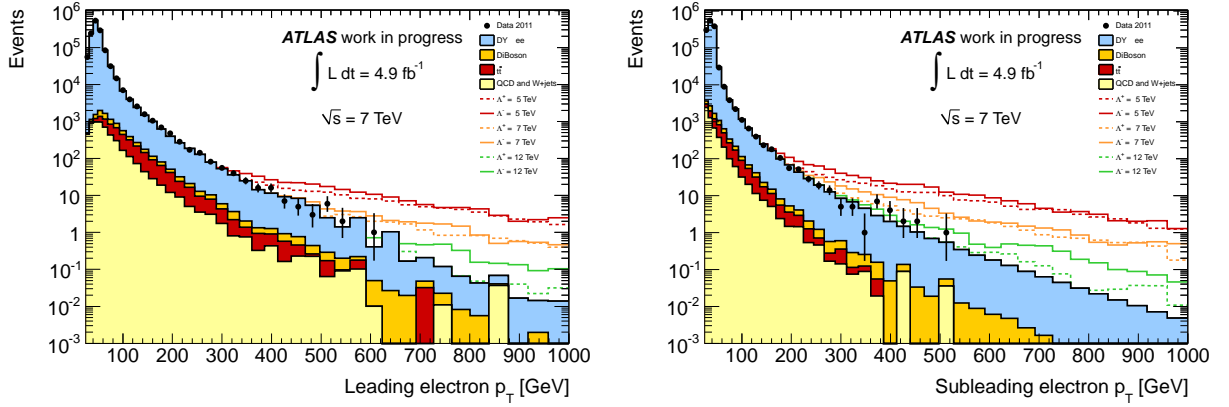 Events
10⁶
10⁵
10⁴
10³
10²
10
1
10⁻¹
10⁻²
10⁻³
ATLAS work in progress
∫ L dt = 4.9 fb⁻¹
√s = 7 TeV
Data 2011
DY ee
DiBoson
tt̄
QCD and W+jets
Λ⁺ = 5 TeV
Λ⁻ = 5 TeV
Λ⁺ = 7 TeV
Λ⁻ = 7 TeV
Λ⁺ = 12 TeV
Λ⁻ = 12 TeV
100 200 300 400 500 600 700 800 900 1000
Leading electron p_T [GeV]
Events
10⁶
10⁵
10⁴
10³
10²
10
1
10⁻¹
10⁻²
10⁻³
ATLAS work in progress
∫ L dt = 4.9 fb⁻¹
√s = 7 TeV
Data 2011
DY ee
DiBoson
tt̄
QCD and W+jets
Λ⁺ = 5 TeV
Λ⁻ = 5 TeV
Λ⁺ = 7 TeV
Λ⁻ = 7 TeV
Λ⁺ = 12 TeV
Λ⁻ = 12 TeV
100 200 300 400 500 600 700 800 900 1000
Subleading electron p_T [GeV]